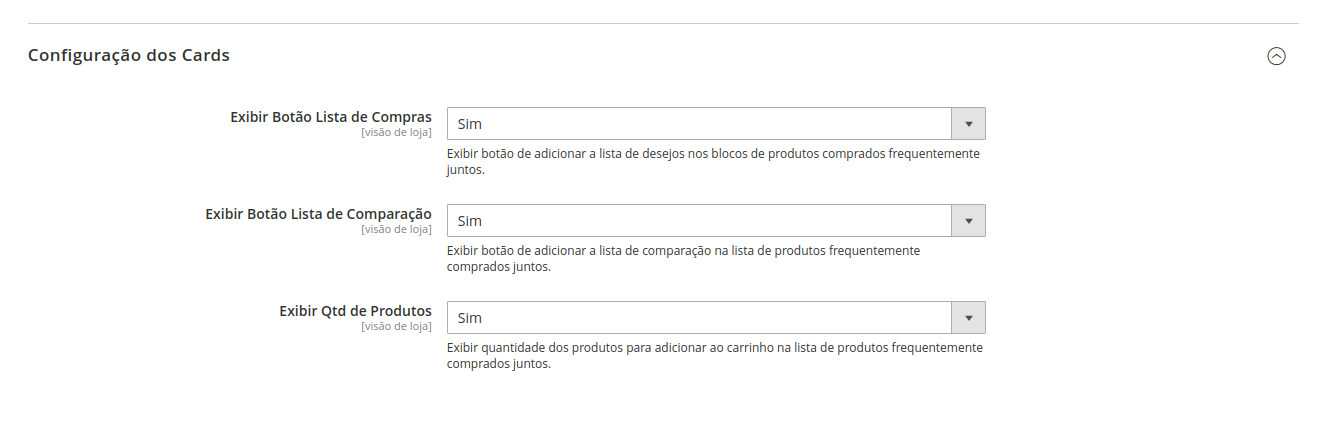 Configuração dos Cards
Exibir Botão Lista de Compras
[visão de loja]
Sim
Exibir botão de adicionar a lista de desejos nos blocos de produtos comprados frequentemente
juntos.
Exibir Botão Lista de Comparação
[visão de loja]
Sim
Exibir botão de adicionar a lista de comparação na lista de produtos frequentemente
comprados juntos.
Exibir Qtd de Produtos
[visão de loja]
Sim
Exibir quantidade dos produtos para adicionar ao carrinho na lista de produtos frequentemente
comprados juntos.